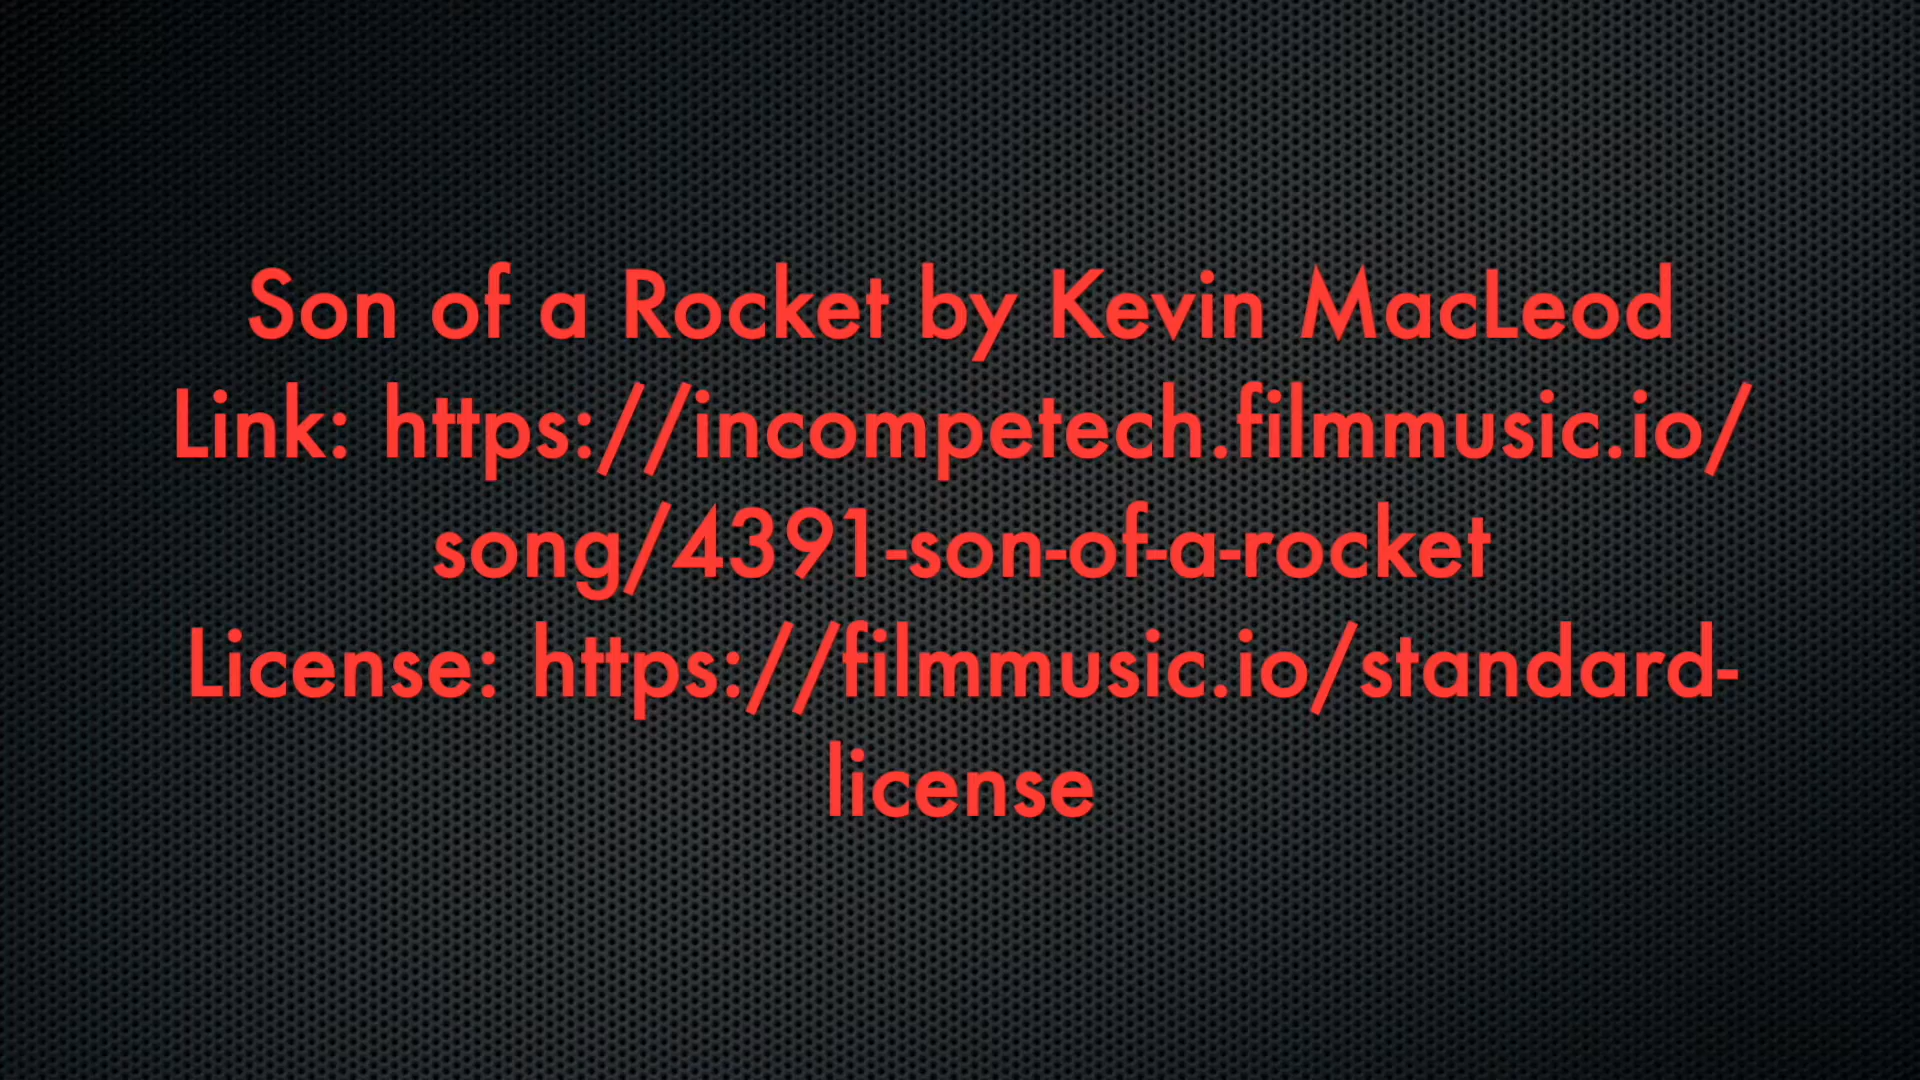 Son of a Rocket by Kevin MacLeod
Link: https://incompetech.filmmusic.io/
song/4391-son-of-a-rocket
License: https://filmmusic.io/standard-
license